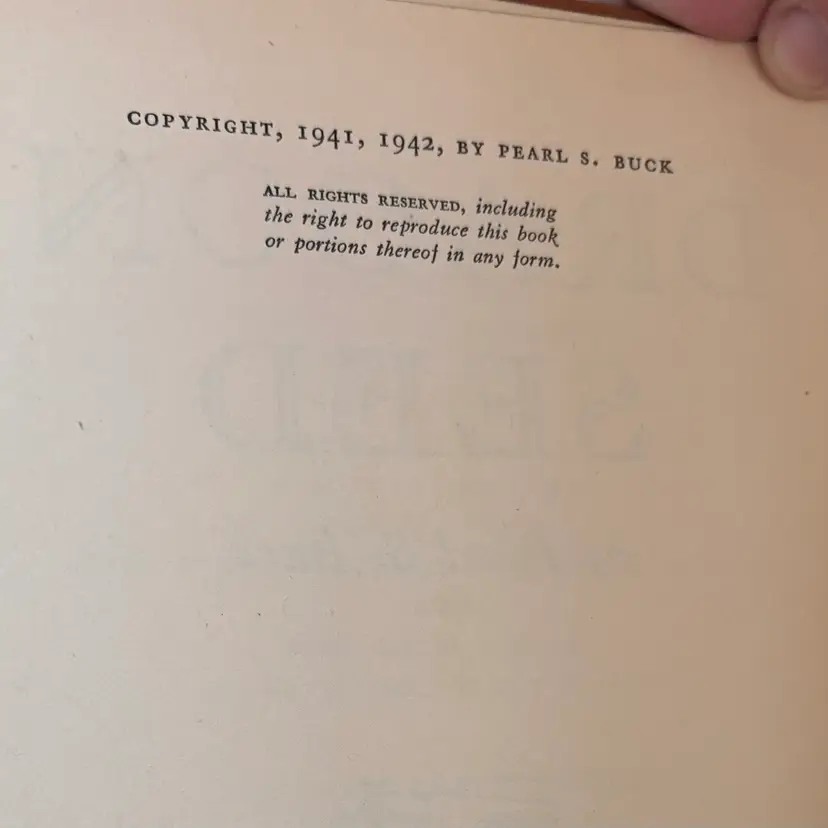 COPYRIGHT, 1941, 1942, BY PEARL S. BUCK
ALL RIGHTS RESERVED, including
the right to reproduce this book
or portions thereof in any form.